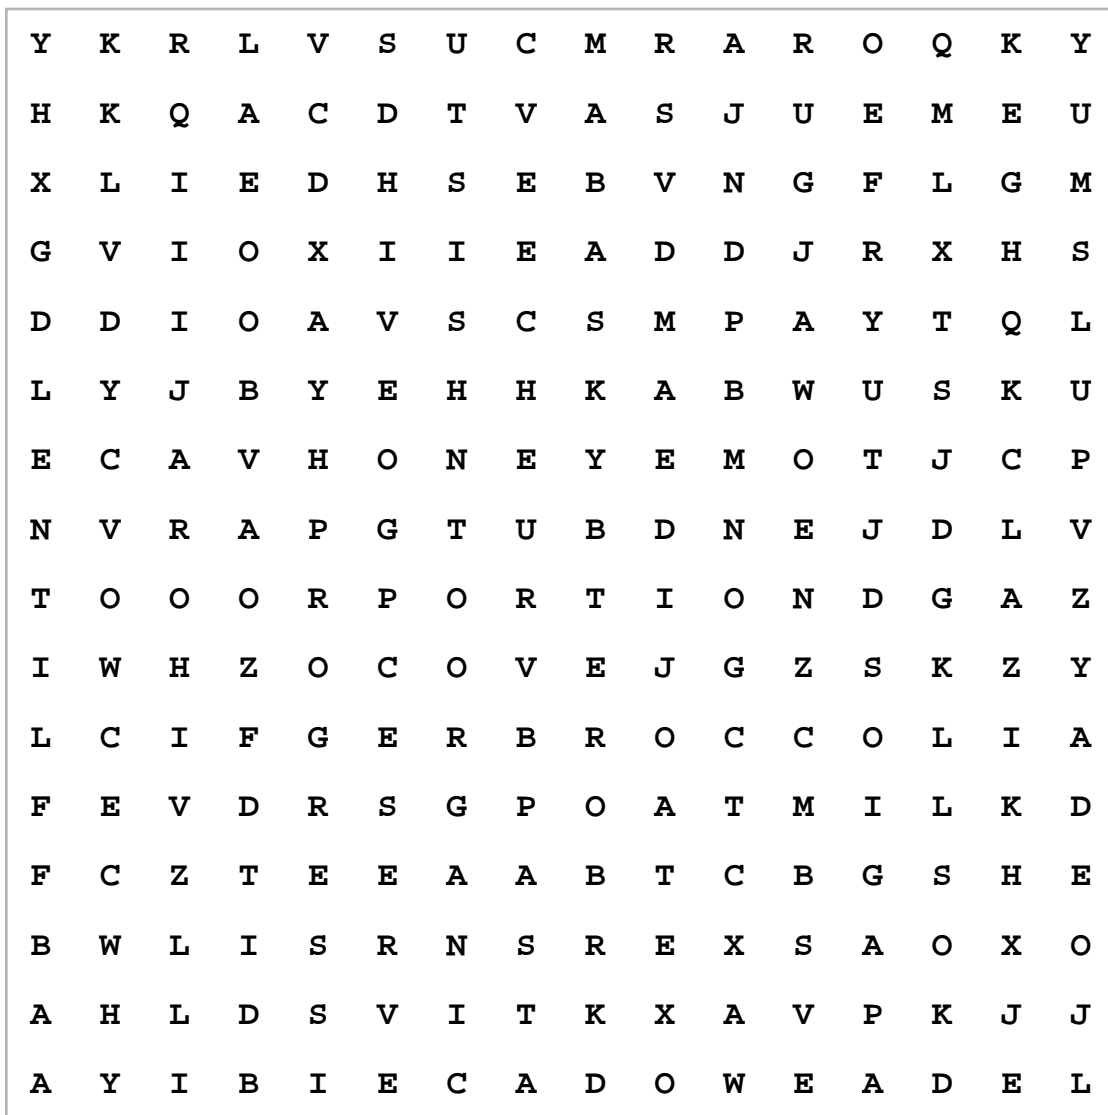 Y K R L V S U C M R A R O Q K Y
H K Q A C D T V A S J U E M E U
X L I E D H S E B V N G F L G M
G V I O X I I E A D D J R X H S
D D I O A V S C S M P A Y T Q L
L Y J B Y E H H K A B W U S K U
E C A V H O N E Y E M O T J C P
N V R A P G T U B D N E J D L V
T O O O R P O R T I O N D G A Z
I W H Z O C O V E J G Z S K Z Y
L C I F G E R B R O C C O L I A
F E V D R S G P O A T M I L K D
F C Z T E E A A B T C B G S H E
B W L I S R N S R E X S A O X O
A H L D S V I T K X A V P K J J
A Y I B I E C A D O W E A D E L